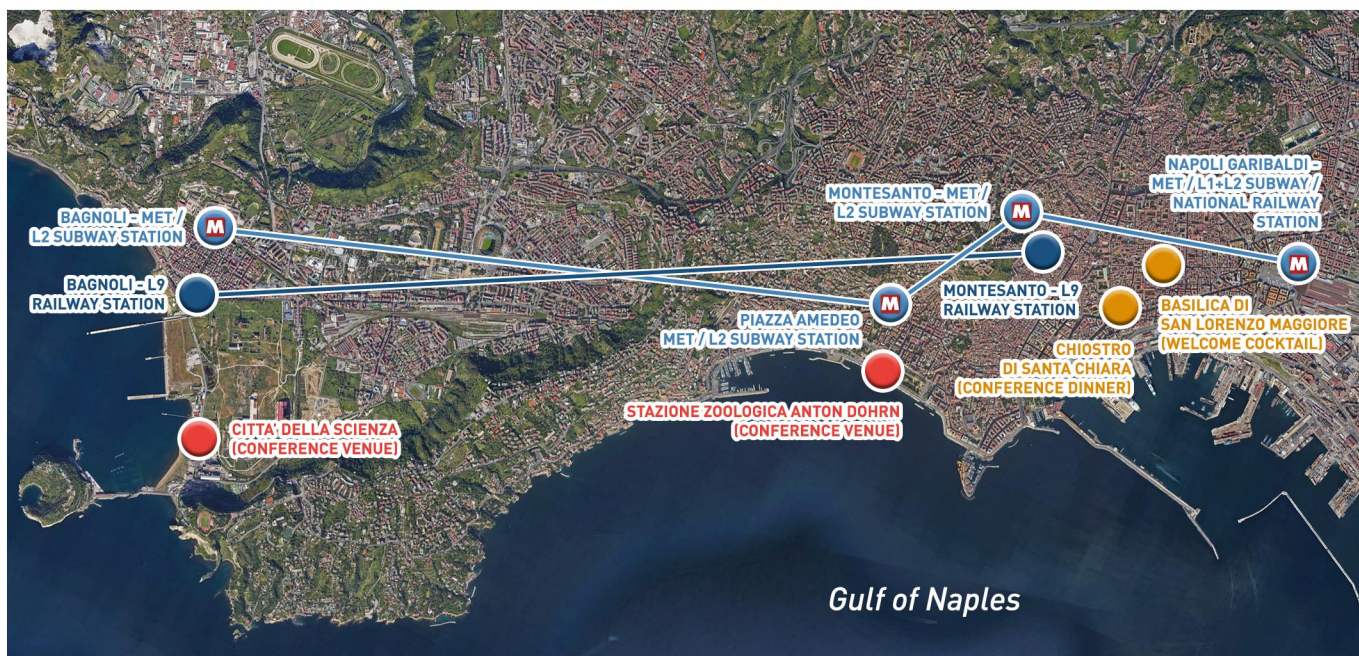 NAPOLI GARIBALDI -
MET / L1+L2 SUBWAY /
NATIONAL RAILWAY
STATION
MONTESANTO - MET /
L2 SUBWAY STATION
M
BAGNOLI - MET /
L2 SUBWAY STATION
M
M
BAGNOLI - L9
RAILWAY STATION
MONTESANTO - L9
RAILWAY STATION
M
PIAZZA AMEDEO
MET / L2 SUBWAY STATION
BASILICA DI
SAN LORENZO MAGGIORE
(WELCOME COCKTAIL)
CHIOSTRO
DI SANTA CHIARA
(CONFERENCE DINNER)
STAZIONE ZOOLOGICA ANTON DOHRN
(CONFERENCE VENUE)
CITTA' DELLA SCIENZA
(CONFERENCE VENUE)
Gulf of Naples